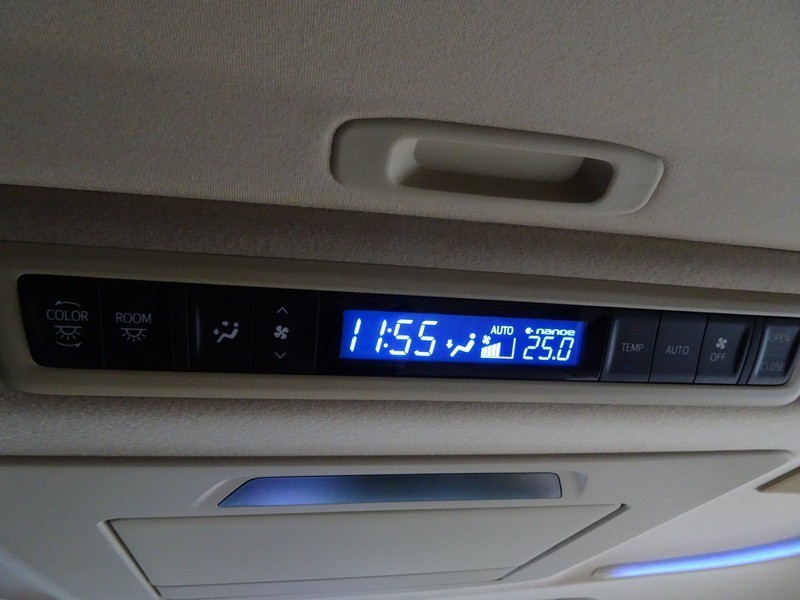 COLOR
ROOM
11:55
AUTO
nanoe
25.0
TEMP
AUTO
OFF
OPEN
CLOSE